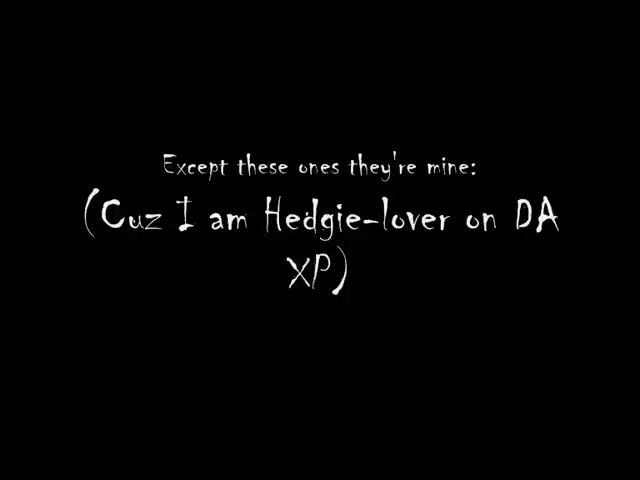 Except these ones they're mine:
(Cuz I am Hedgie-lover on DA
XP)